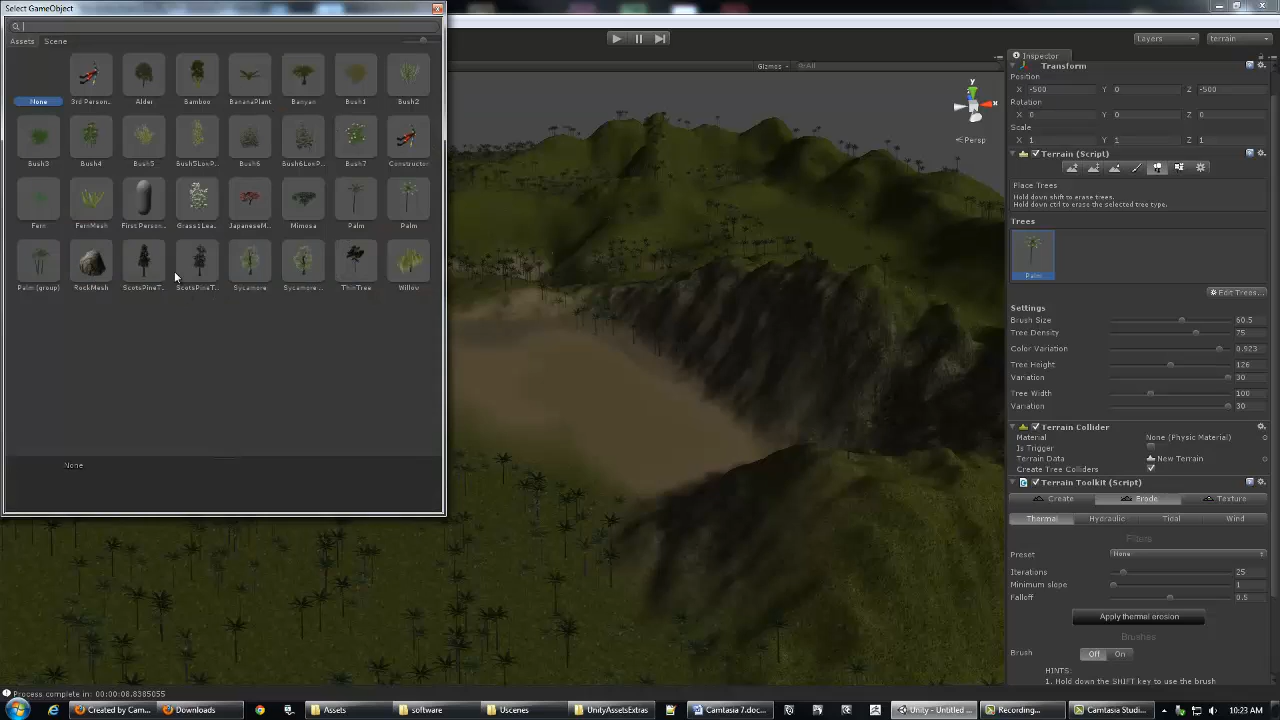 Select GameObject
Assets Scene
None 3rd Person... Alder Bamboo BananaPlant Banyan Bush1 Bush2
Bush3 Bush4 Bush5 Bush5LowP... Bush6 Bush6LowP... Bush7 Constructor
Fern FernMesh First Person... Grass1Lea... JapaneseM... Mimosa Palm Palm
Palm (group) RockMesh ScotsPineT... ScotsPineT... Sycamore Sycamore... ThinTree Willow
None
Layers terrain
Gizmos All
y
x
Persp
Inspector
Transform
Position
X -500 Y 0 Z -500
Rotation
X 0 Y 0 Z 0
Scale
X 1 Y 1 Z 1
Terrain (Script)
Place Trees
Hold down shift to erase trees.
Hold down ctrl to erase the selected tree type.
Trees
Palm
Edit Trees...
Settings
Brush Size 60.5
Tree Density 75
Color Variation 0.923
Tree Height 126
Variation 30
Tree Width 100
Variation 30
Terrain Collider
Material None (Physic Material)
Is Trigger
Terrain Data New Terrain
Create Tree Colliders
Terrain Toolkit (Script)
Create Erode Texture
Thermal Hydraulic Tidal Wind
Filters
Preset None
Iterations 25
Minimum slope 1
Falloff 0.5
Apply thermal erosion
Brushes
Brush Off On
HINTS:
1. Hold down the SHIFT key to use the brush
Process complete in: 00:00:08.8385055
Created by Cam... Downloads Assets software Uscenes UnityAssetsExtras Camtasia 7.doc... Unity - Untitled ... Recording... Camtasia Studi... 10:23 AM